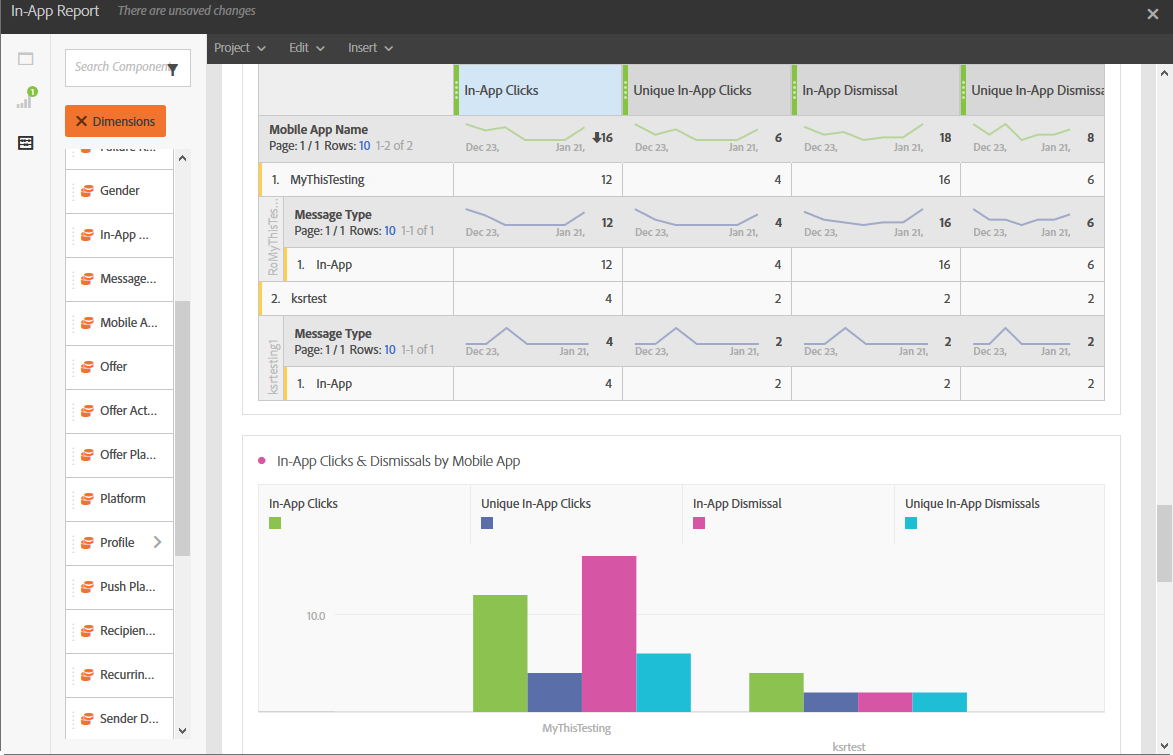 In-App Report There are unsaved changes
Project Edit Insert
Search Componen
1
Dimensions
Gender
In-App ...
Message...
Mobile A...
Offer
Offer Act...
Offer Pla...
Platform
Profile
Push Pla...
Recipien...
Recurrin...
Sender D...
In-App Clicks Unique In-App Clicks In-App Dismissal Unique In-App Dismissa
Mobile App Name
Page: 1 / 1 Rows: 10 1-2 of 2
Dec 23, Jan 21, 16 Dec 23, Jan 21, 6 Dec 23, Jan 21, 18 Dec 23, Jan 21, 8
1. MyThisTesting 12 4 16 6
RoMyThisTes...
Message Type
Page: 1 / 1 Rows: 10 1-1 of 1
Dec 23, Jan 21, 12 Dec 23, Jan 21, 4 Dec 23, Jan 21, 16 Dec 23, Jan 21, 6
1. In-App 12 4 16 6
2. ksrtest 4 2 2 2
ksrtesting1
Message Type
Page: 1 / 1 Rows: 10 1-1 of 1
Dec 23, Jan 21, 4 Dec 23, Jan 21, 2 Dec 23, Jan 21, 2 Dec 23, Jan 21, 2
1. In-App 4 2 2 2
In-App Clicks & Dismissals by Mobile App
In-App Clicks Unique In-App Clicks In-App Dismissal Unique In-App Dismissals
10.0
MyThisTesting
ksrtest